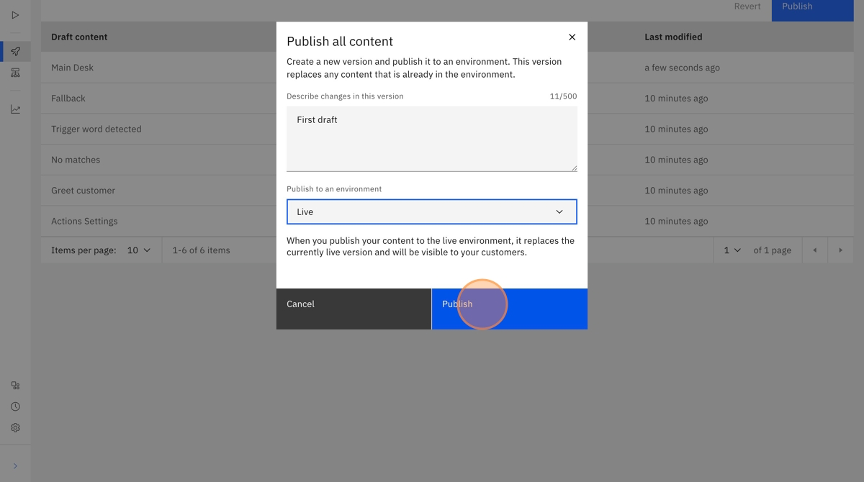 Revert
Publish
Draft content
Last modified
Main Desk
a few seconds ago
Fallback
10 minutes ago
Trigger word detected
10 minutes ago
No matches
10 minutes ago
Greet customer
10 minutes ago
Actions Settings
10 minutes ago
Items per page: 10
1–6 of 6 items
1
of 1 page
Publish all content
Create a new version and publish it to an environment. This version
replaces any content that is already in the environment.
Describe changes in this version
11/500
First draft
Publish to an environment
Live
When you publish your content to the live environment, it replaces the
currently live version and will be visible to your customers.
Cancel
Publish